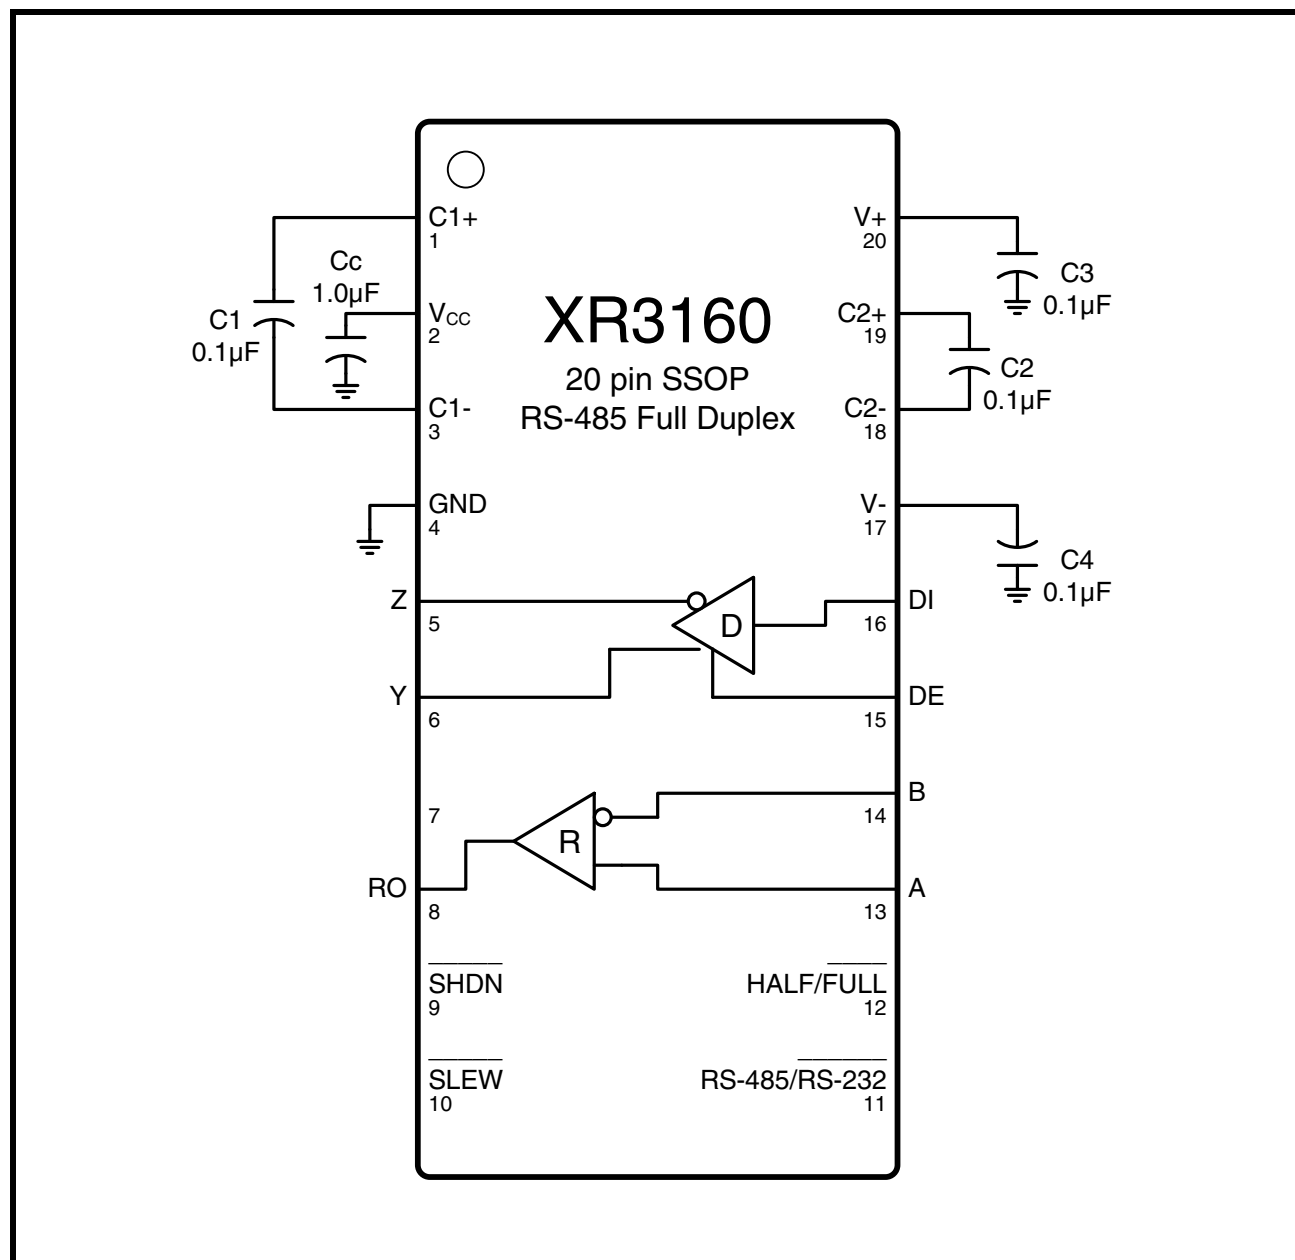 C1+
1
Cc
1.0µF
C1
0.1µF
VCC
2
C1-
3
GND
4
Z
5
Y
6
7
RO
8
SHDN
9
SLEW
10
XR3160
20 pin SSOP
RS-485 Full Duplex
D
R
V+
20
C3
0.1µF
C2+
19
C2
0.1µF
C2-
18
V-
17
C4
0.1µF
DI
16
DE
15
B
14
A
13
HALF/FULL
12
RS-485/RS-232
11